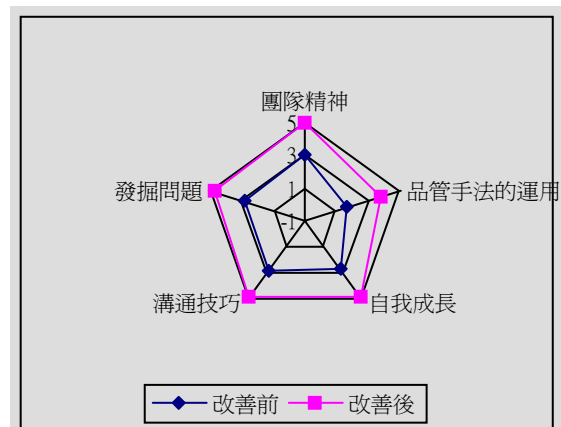 團隊精神
5
3
1
-1
發掘問題
品管手法的運用
溝通技巧
自我成長
改善前
改善後